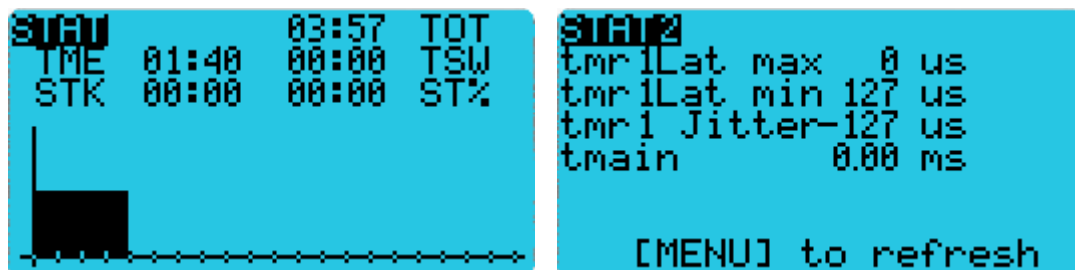 STAT 03:57 TOT
TME 01:40 00:00 TSW
STK 00:00 00:00 ST%
STAT2
tmr1Lat max 0 us
tmr1Lat min 127 us
tmr1 Jitter-127 us
tmain 0.00 ms
[MENU] to refresh